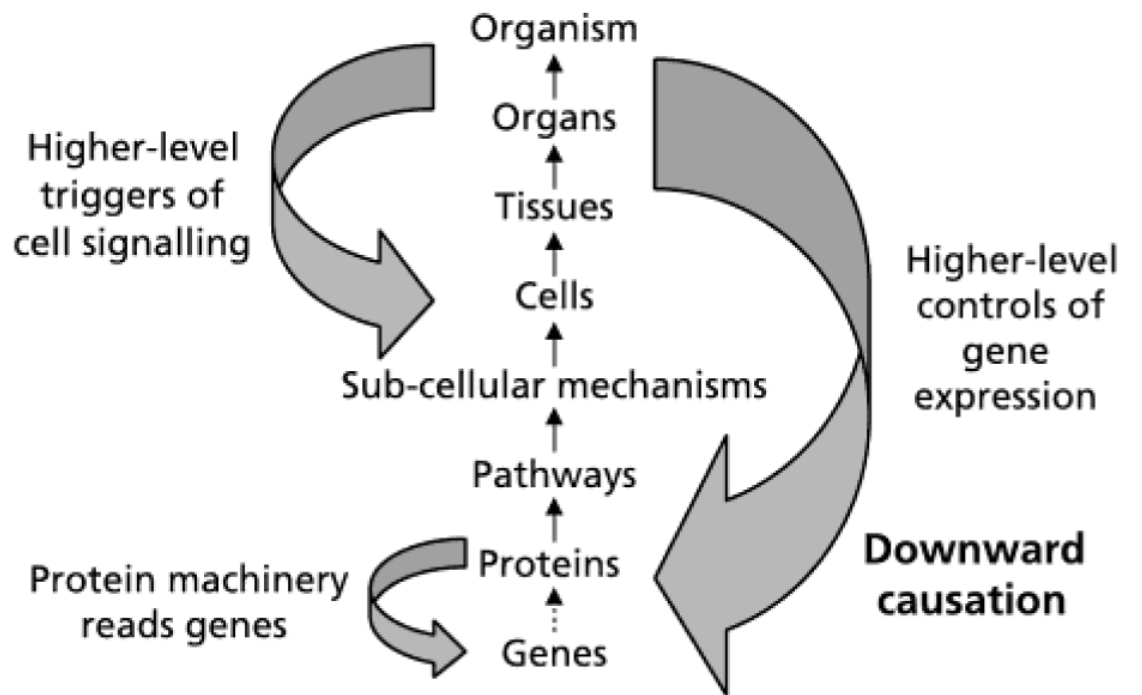 Organism
Organs
Tissues
Cells
Sub-cellular mechanisms
Pathways
Proteins
Genes
Higher-level
triggers of
cell signalling
Protein machinery
reads genes
Higher-level
controls of
gene
expression
Downward
causation